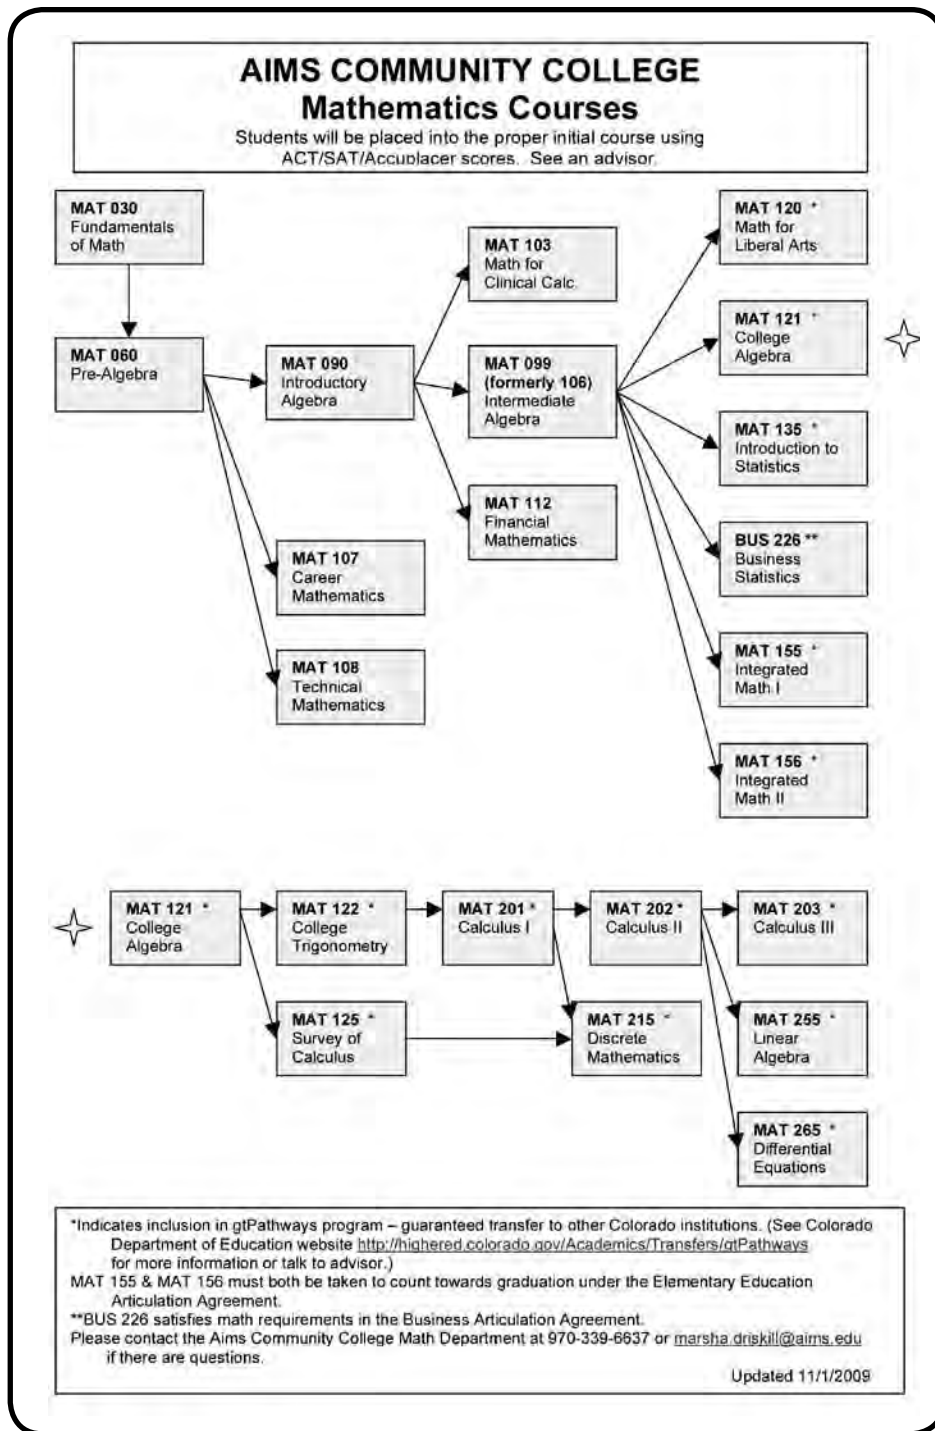 AIMS COMMUNITY COLLEGE
Mathematics Courses
Students will be placed into the proper initial course using
ACT/SAT/Accuplacer scores. See an advisor.
MAT 030
Fundamentals
of Math
MAT 060
Pre-Algebra
MAT 090
Introductory
Algebra
MAT 107
Career
Mathematics
MAT 108
Technical
Mathematics
MAT 103
Math for
Clinical Calc.
MAT 099
(formerly 106)
Intermediate
Algebra
MAT 112
Financial
Mathematics
MAT 120 *
Math for
Liberal Arts
MAT 121 *
College
Algebra
MAT 135 *
Introduction to
Statistics
BUS 226 **
Business
Statistics
MAT 155 *
Integrated
Math I
MAT 156 *
Integrated
Math II
MAT 121 *
College
Algebra
MAT 122 *
College
Trigonometry
MAT 201 *
Calculus I
MAT 202 *
Calculus II
MAT 203 *
Calculus III
MAT 125 *
Survey of
Calculus
MAT 215 *
Discrete
Mathematics
MAT 255 *
Linear
Algebra
MAT 265 *
Differential
Equations
*Indicates inclusion in gtPathways program – guaranteed transfer to other Colorado institutions. (See Colorado
Department of Education website http://highered.colorado.gov/Academics/Transfers/gtPathways
for more information or talk to advisor.)
MAT 155 & MAT 156 must both be taken to count towards graduation under the Elementary Education
Articulation Agreement.
**BUS 226 satisfies math requirements in the Business Articulation Agreement.
Please contact the Aims Community College Math Department at 970-339-6637 or marsha.driskill@aims.edu
if there are questions.
Updated 11/1/2009